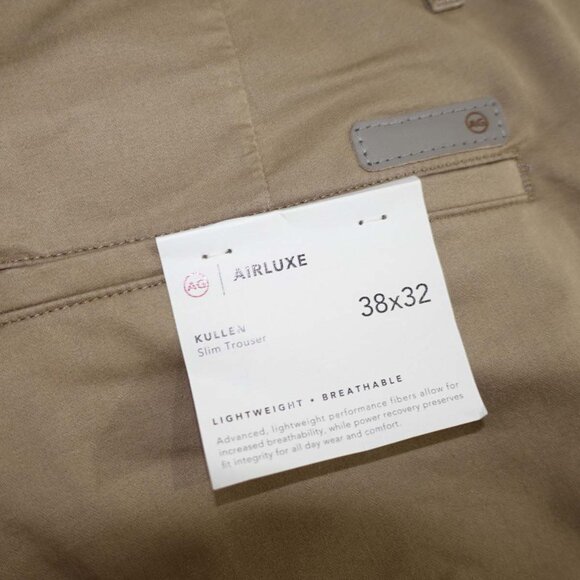 AG
AG
AIRLUXE
38x32
KULLEN
Slim Trouser
LIGHTWEIGHT • BREATHABLE
Advanced, lightweight performance fibers allow for
increased breathability, while power recovery preserves
fit integrity for all day wear and comfort.